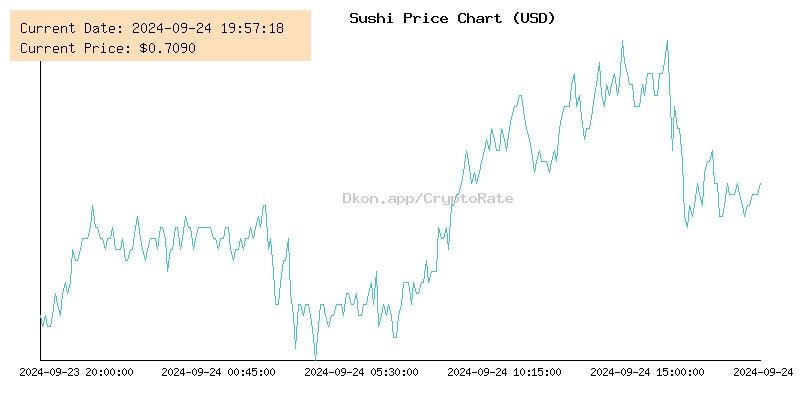 Sushi Price Chart (USD)
Current Date: 2024-09-24 19:57:18
Current Price: $0.7090
Dkon.app/CryptoRate
2024-09-23 20:00:00 2024-09-24 00:45:00 2024-09-24 05:30:00 2024-09-24 10:15:00 2024-09-24 15:00:00 2024-09-24